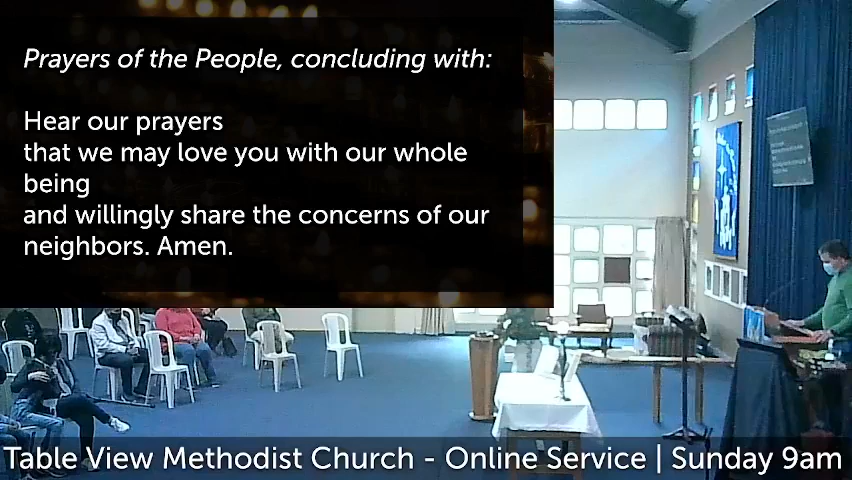 Prayers of the People, concluding with:
Hear our prayers
that we may love you with our whole
being
and willingly share the concerns of our
neighbors. Amen.
Table View Methodist Church - Online Service | Sunday 9am